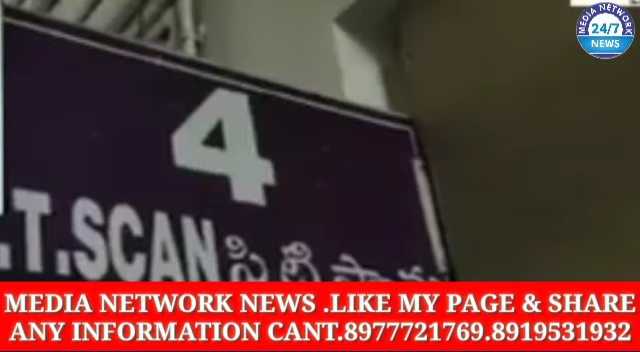 MEDIA NETWORK
24/7
NEWS
4
.T.SCAN సి టి స్కాను
MEDIA NETWORK NEWS .LIKE MY PAGE & SHARE
ANY INFORMATION CANT.8977721769.8919531932